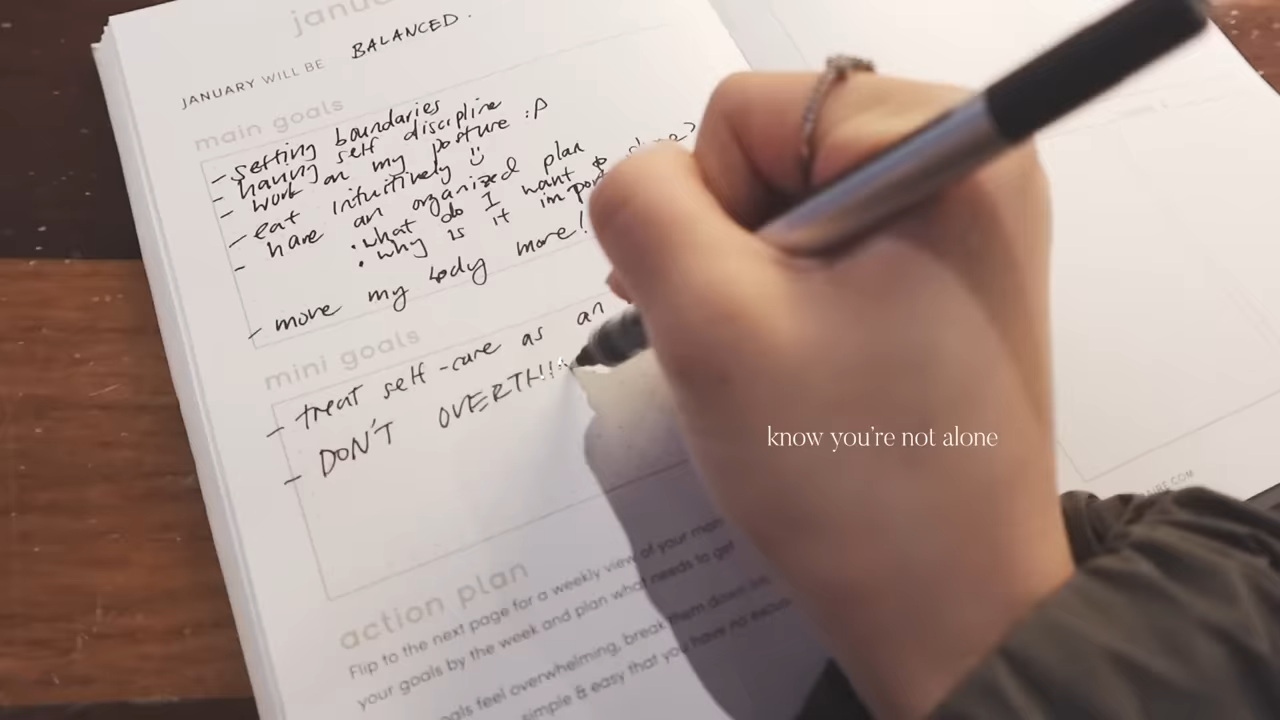 JANUARY WILL BE BALANCED.
main goals
- setting boundaries
- having self discipline
- work on my posture :P
- eat intuitively
- have an organized plan
• what do I want
• why is it
- move my body more!
mini goals
- treat self-care as an
- DON'T
know you're not alone
action plan
Flip to the next page for a weekly view of your main
your goals by the week and plan what needs to get
feel overwhelming, break them down
simple & easy that you have no